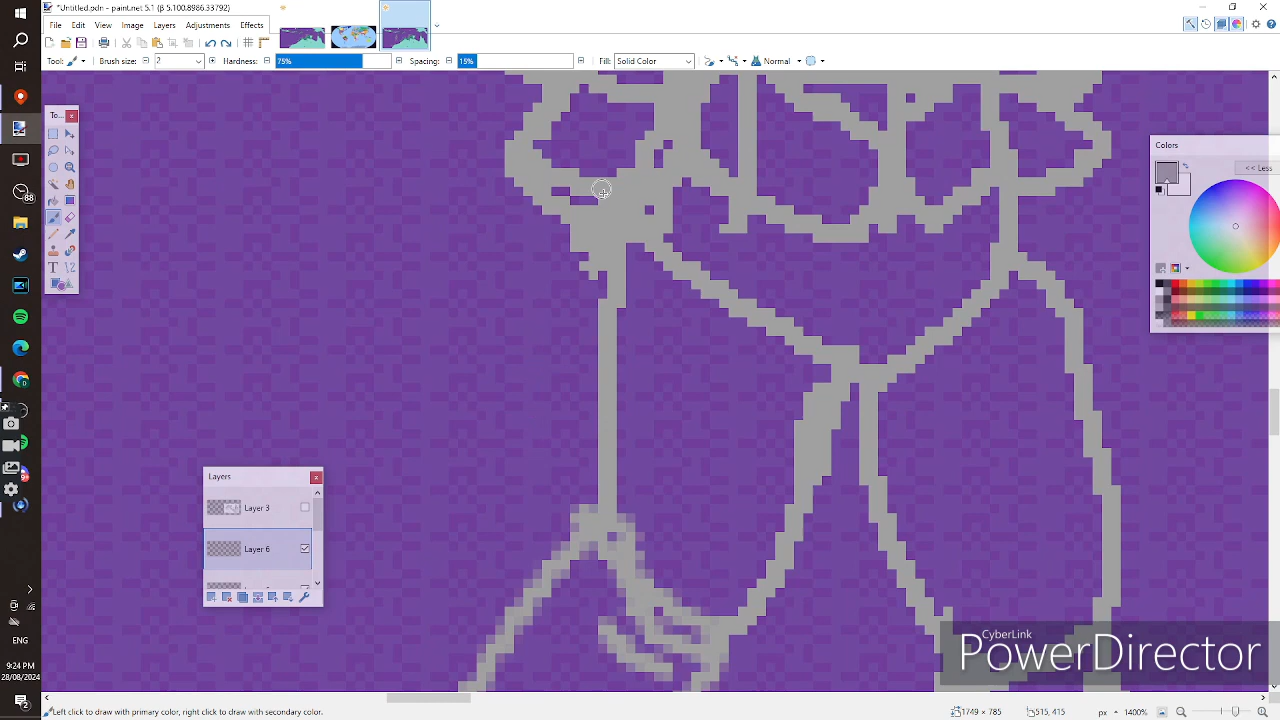 *Untitled.pdn - paint.net 5.1 (β 5.100.8986.33792)
File Edit View Image Layers Adjustments Effects
Tool: Brush size: 2 Hardness: 75% Spacing: 15% Fill: Solid Color Normal
To...
Colors
<< Less
Layers
Layer 3
Layer 6
ENG
9:24 PM
28/08/2024
CyberLink
PowerDirector
Left click to draw with primary color, right click to draw with secondary color.
1749 × 785 515, 415 px 1400%